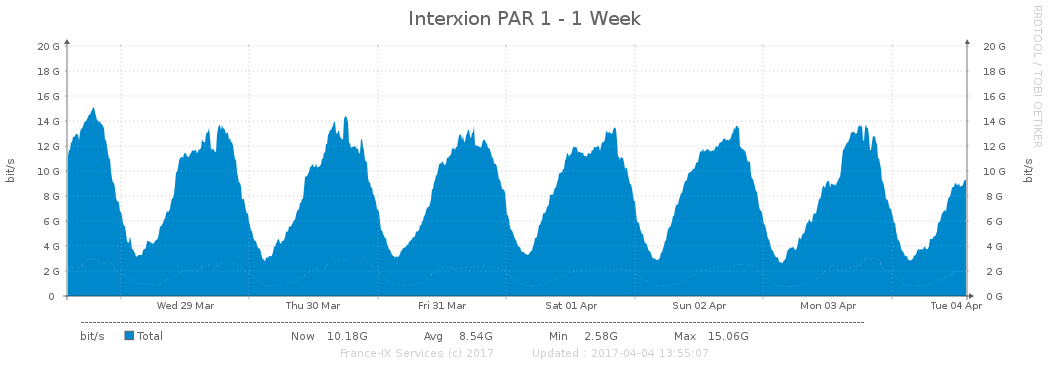 Interxion PAR 1 - 1 Week
RRDTOOL / TOBI OETIKER
20 G 20 G
18 G 18 G
16 G 16 G
14 G 14 G
12 G 12 G
10 G 10 G
8 G 8 G
6 G 6 G
4 G 4 G
2 G 2 G
0 0 G
bit/s bit/s
Wed 29 Mar Thu 30 Mar Fri 31 Mar Sat 01 Apr Sun 02 Apr Mon 03 Apr Tue 04 Apr
bit/s Total Now 10.18G Avg 8.54G Min 2.58G Max 15.06G
France-IX Services (c) 2017 Updated : 2017-04-04 13:55:07